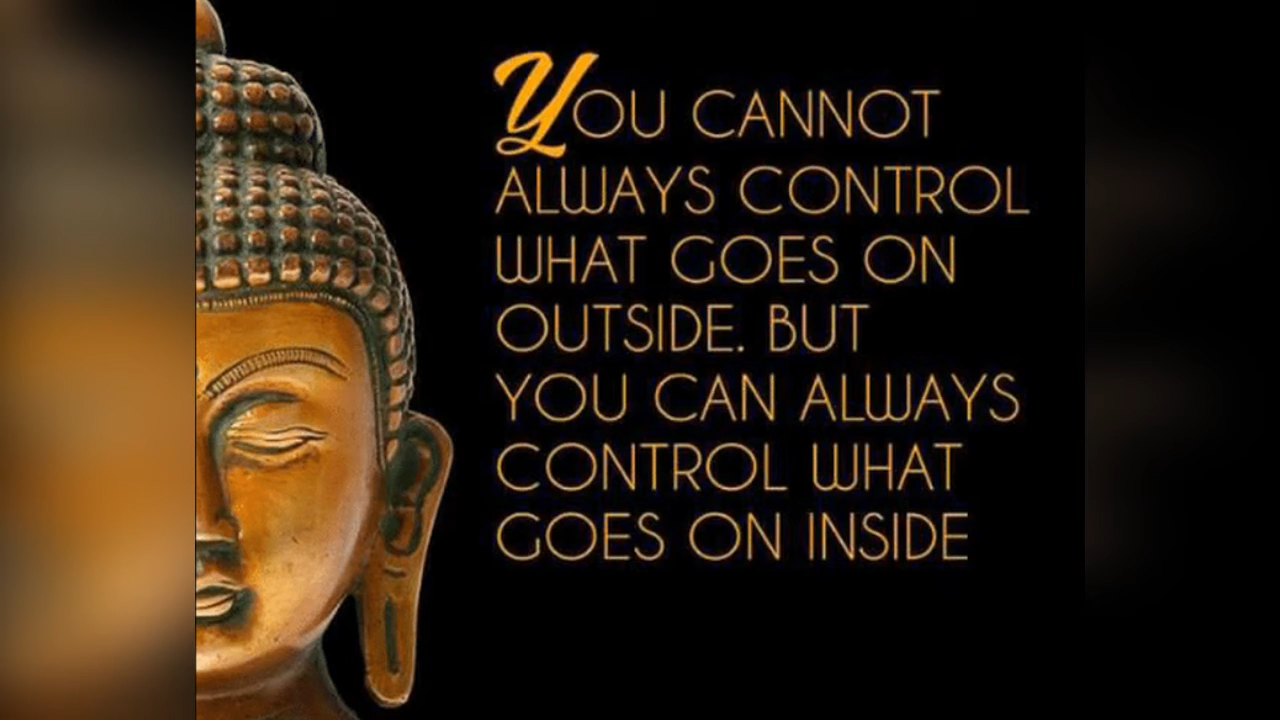 YOU CANNOT
ALWAYS CONTROL
WHAT GOES ON
OUTSIDE. BUT
YOU CAN ALWAYS
CONTROL WHAT
GOES ON INSIDE